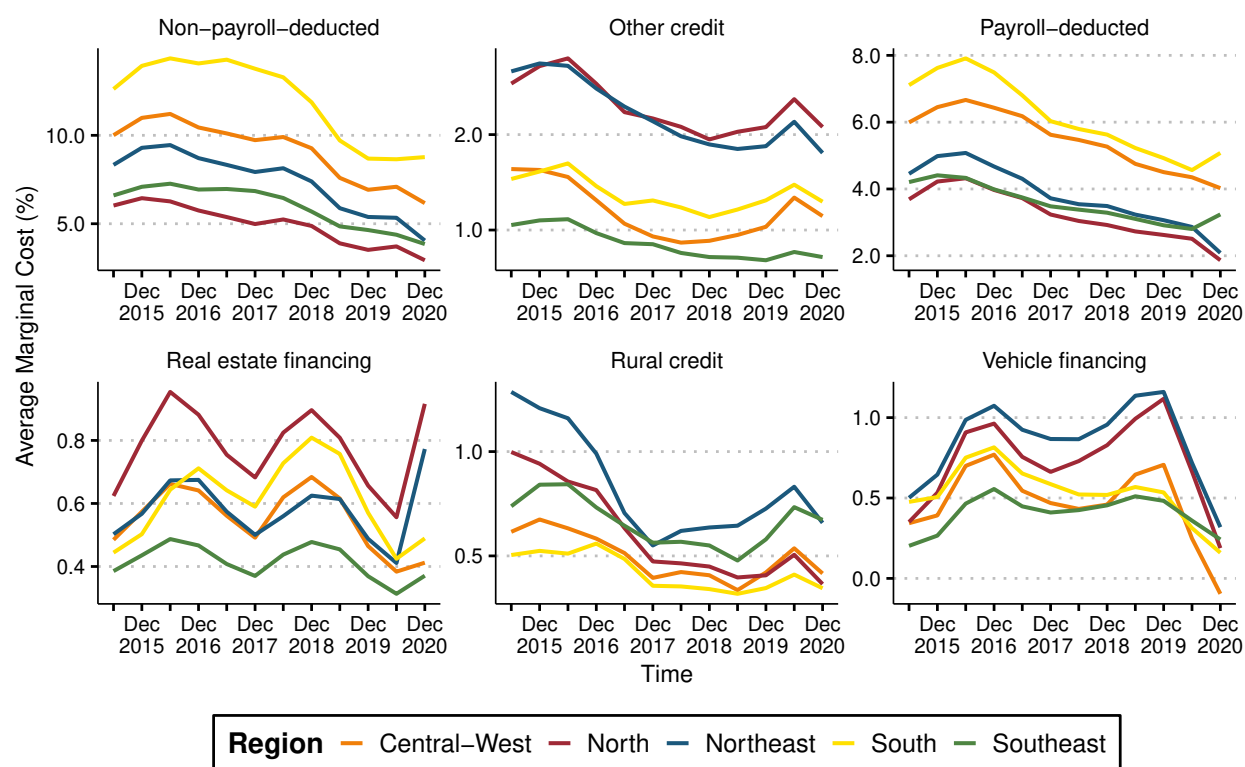 Non−payroll−deducted
Other credit
Payroll−deducted
10.0
5.0
2.0
1.0
8.0
6.0
4.0
2.0
Dec 2015 Dec 2016 Dec 2017 Dec 2018 Dec 2019 Dec 2020
Dec 2015 Dec 2016 Dec 2017 Dec 2018 Dec 2019 Dec 2020
Dec 2015 Dec 2016 Dec 2017 Dec 2018 Dec 2019 Dec 2020
Average Marginal Cost (%)
Real estate financing
Rural credit
Vehicle financing
0.8
0.6
0.4
1.0
0.5
1.0
0.5
0.0
Dec 2015 Dec 2016 Dec 2017 Dec 2018 Dec 2019 Dec 2020
Dec 2015 Dec 2016 Dec 2017 Dec 2018 Dec 2019 Dec 2020
Dec 2015 Dec 2016 Dec 2017 Dec 2018 Dec 2019 Dec 2020
Time
Region Central−West North Northeast South Southeast